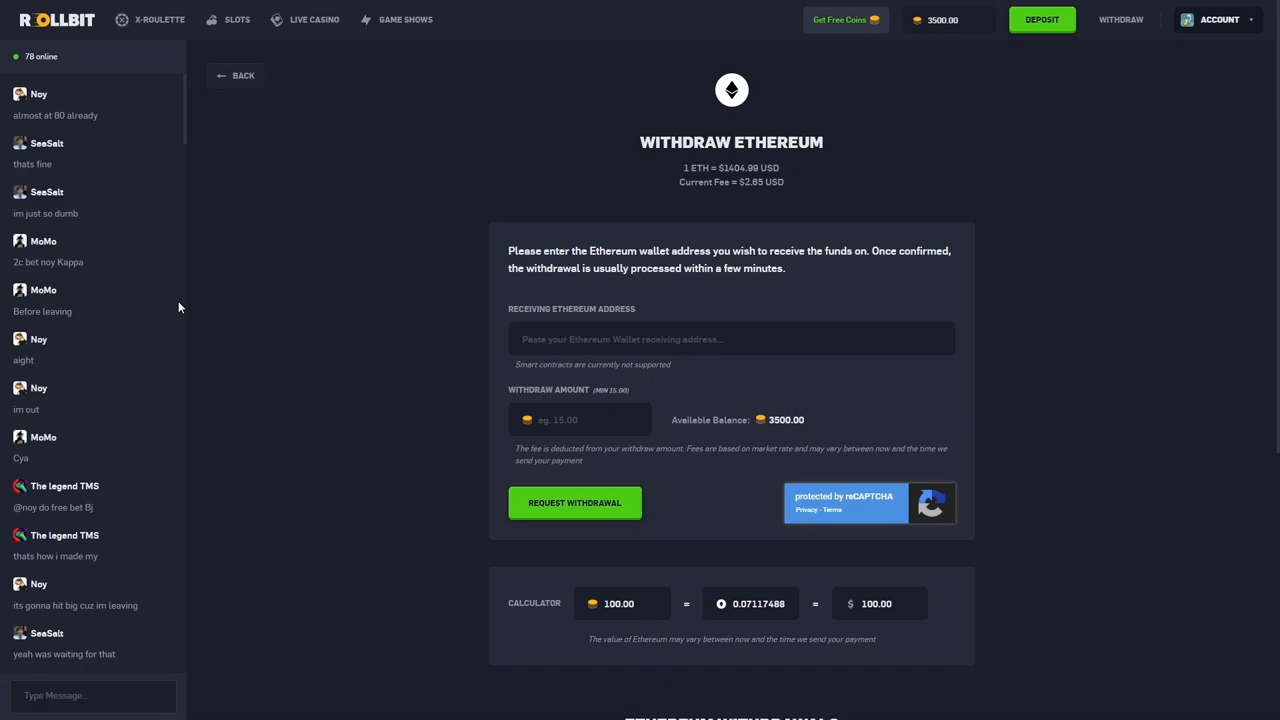 ROLLBIT
X-ROULETTE
SLOTS
LIVE CASINO
GAME SHOWS
Get Free Coins
3500.00
DEPOSIT
WITHDRAW
ACCOUNT
78 online
Noy
almost at 80 already
SeaSalt
thats fine
SeaSalt
im just so dumb
MoMo
2c bet noy Kappa
MoMo
Before leaving
Noy
aight
Noy
im out
MoMo
Cya
The legend TMS
@noy do free bet Bj
The legend TMS
thats how i made my
Noy
its gonna hit big cuz im leaving
SeaSalt
yeah was waiting for that
Type Message...
← BACK
WITHDRAW ETHEREUM
1 ETH = $1404.99 USD
Current Fee = $2.65 USD
Please enter the Ethereum wallet address you wish to receive the funds on. Once confirmed,
the withdrawal is usually processed within a few minutes.
RECEIVING ETHEREUM ADDRESS
Paste your Ethereum Wallet receiving address...
Smart contracts are currently not supported
WITHDRAW AMOUNT (MIN 15.00)
eg. 15.00
Available Balance: 3500.00
The fee is deducted from your withdraw amount. Fees are based on market rate and may vary between now and the time we
send your payment
REQUEST WITHDRAWAL
protected by reCAPTCHA
Privacy - Terms
CALCULATOR 100.00 = 0.07117488 = $ 100.00
The value of Ethereum may vary between now and the time we send your payment
ETHEREUM WITHDRAWALS